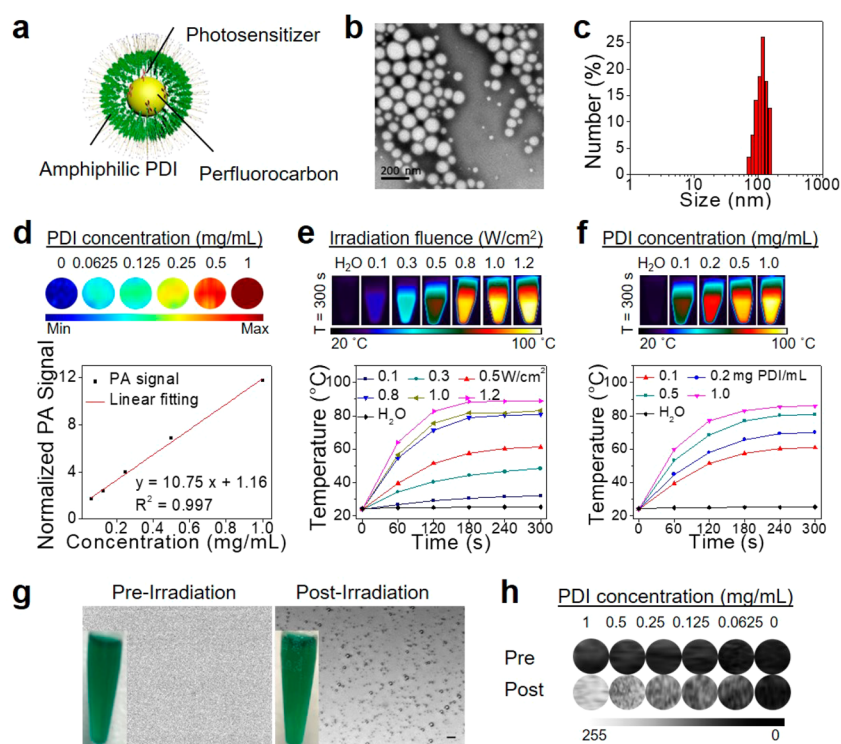 a
Photosensitizer
Amphiphilic PDI
Perfluorocarbon
b
200 nm
c
Number (%)
25
20
15
10
5
0
1 10 100 1000
Size (nm)
d
PDI concentration (mg/mL)
0 0.0625 0.125 0.25 0.5 1
Min Max
Normalized PA Signal
12
8
4
0
PA signal
Linear fitting
y = 10.75 x + 1.16
R² = 0.997
0.2 0.4 0.6 0.8 1.0
Concentration (mg/mL)
e
Irradiation fluence (W/cm²)
H₂O 0.1 0.3 0.5 0.8 1.0 1.2
T = 300 s
20 °C 100 °C
Temperature (°C)
100
80
60
40
20
0.1 0.3 0.5W/cm²
0.8 1.0 1.2
H₂O
0 60 120 180 240 300
Time (s)
f
PDI concentration (mg/mL)
H₂O 0.1 0.2 0.5 1.0
T = 300 s
20 °C 100 °C
Temperature (°C)
100
80
60
40
20
0.1 0.2 mg PDI/mL
0.5 1.0
H₂O
0 60 120 180 240 300
Time (s)
g
Pre-Irradiation Post-Irradiation
h
PDI concentration (mg/mL)
1 0.5 0.25 0.125 0.0625 0
Pre
Post
255 0